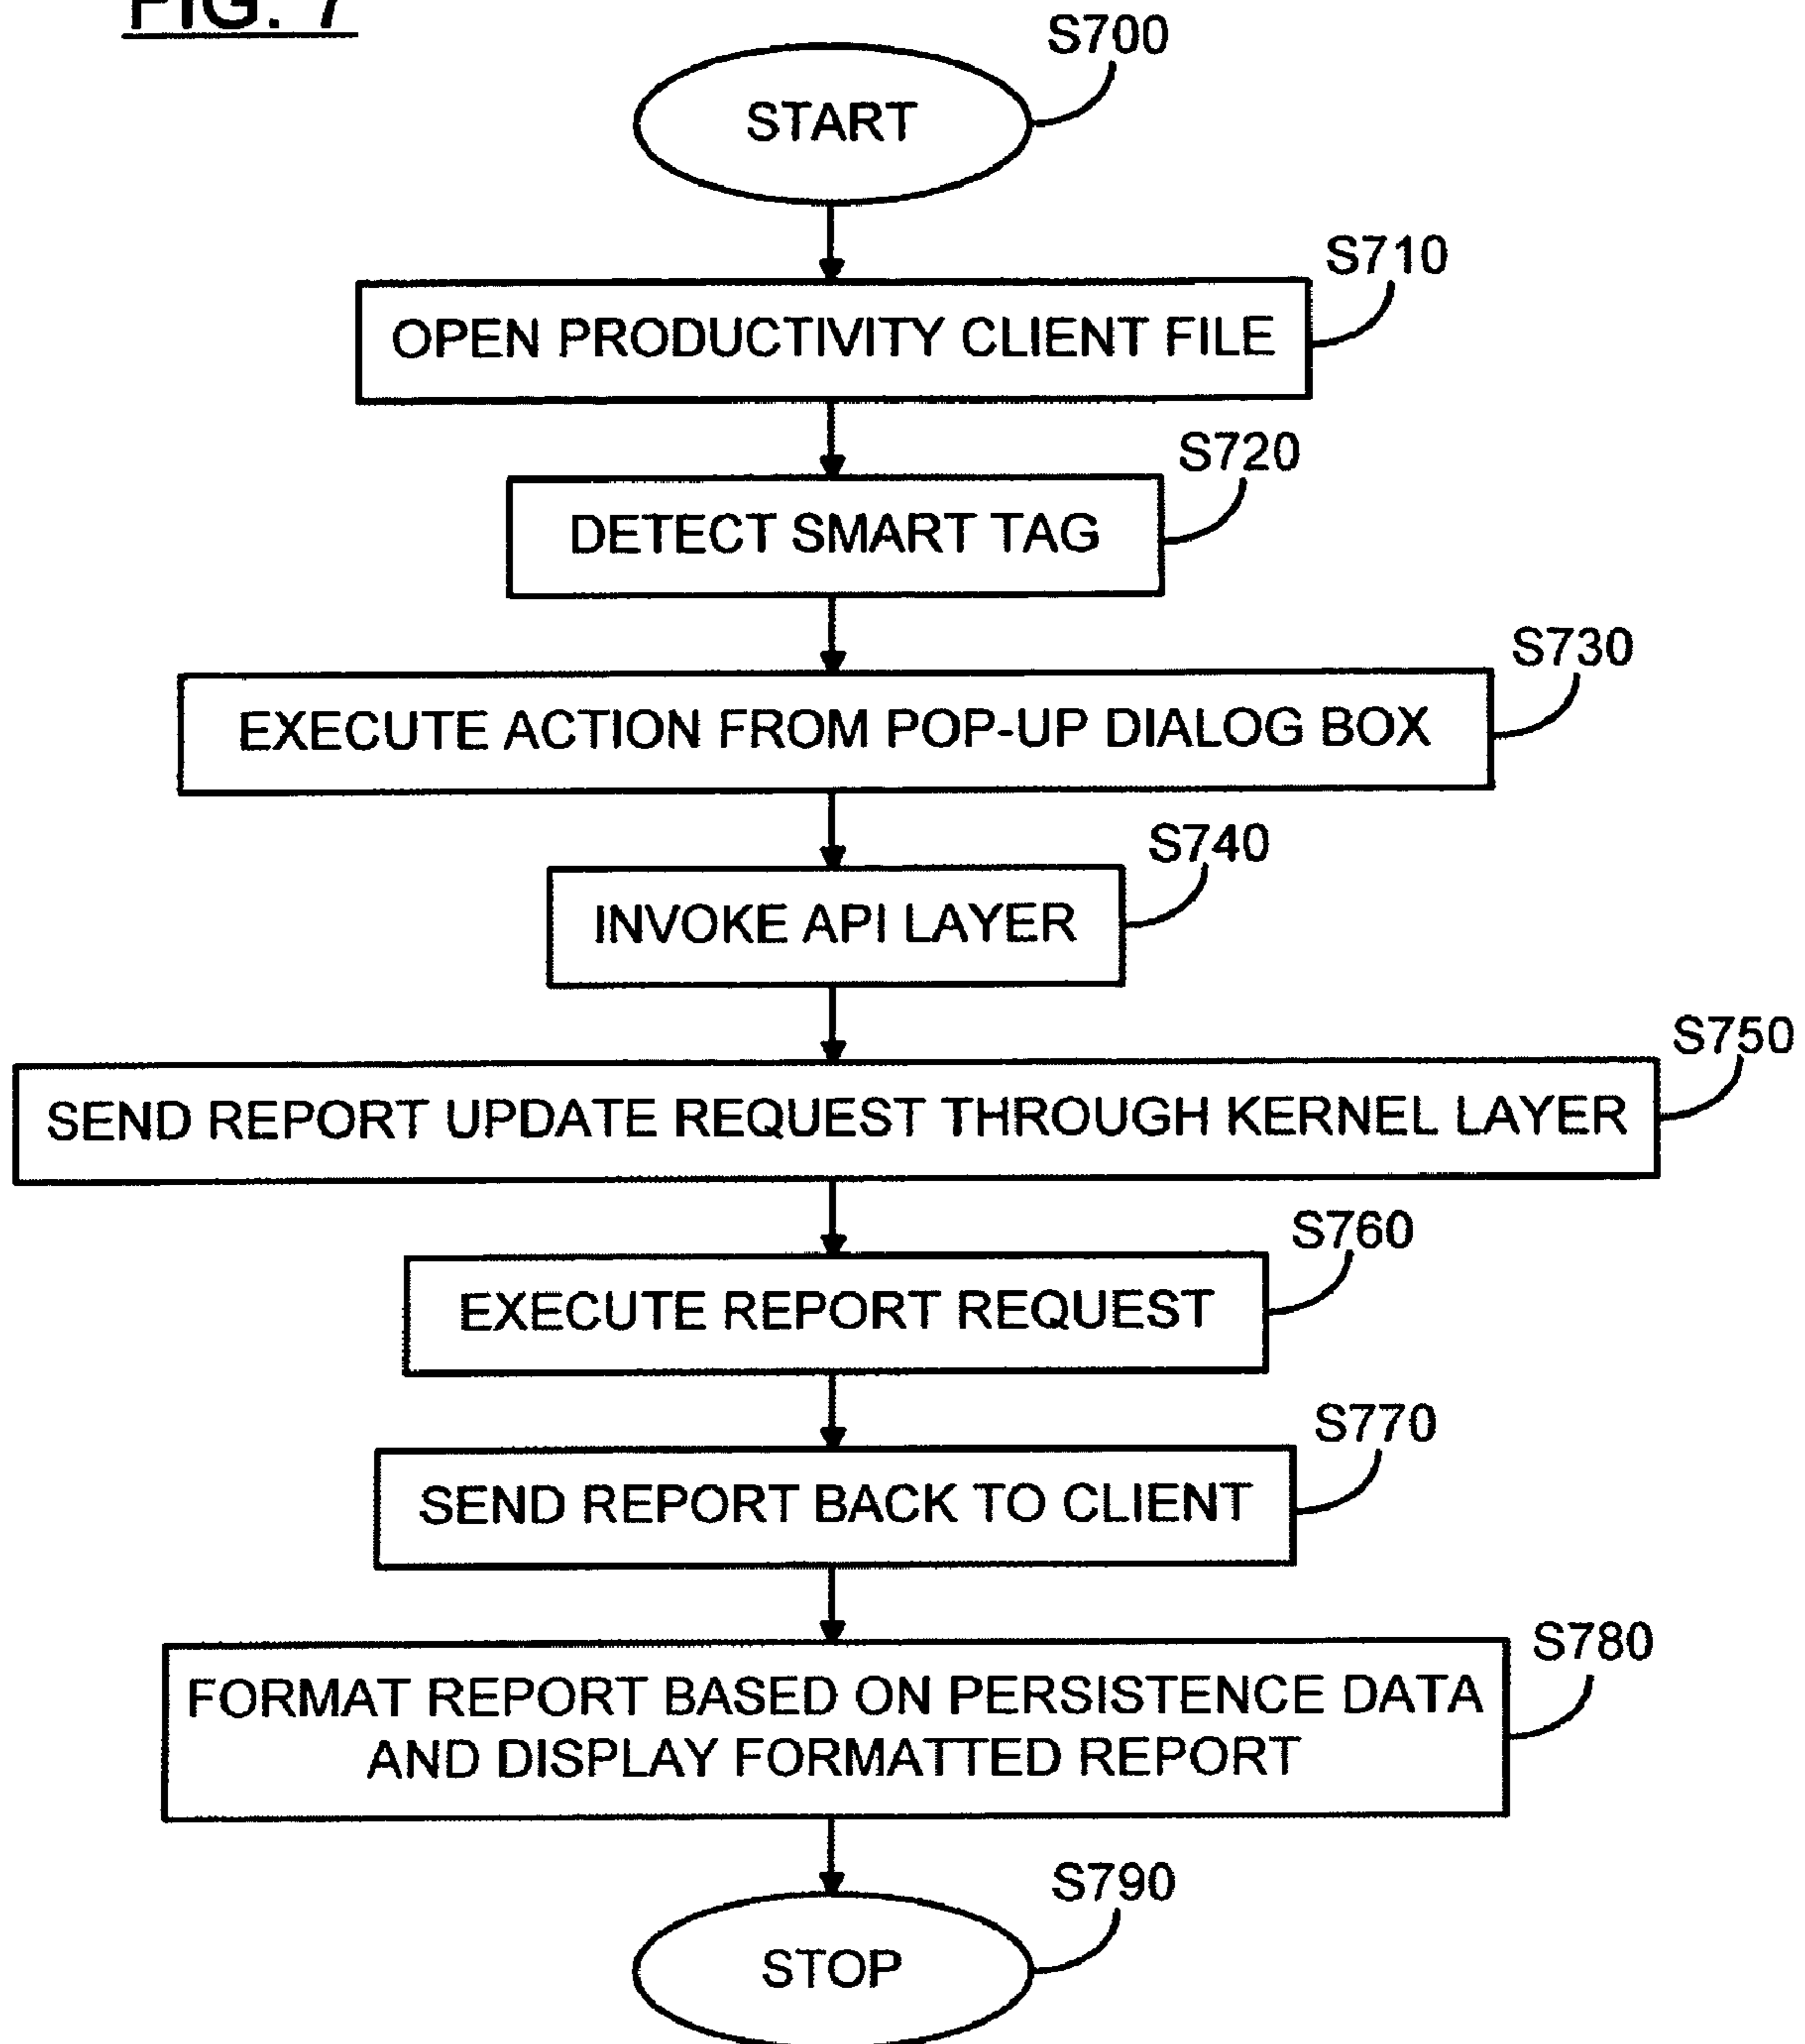 FIG. 7
S700
START
S710
OPEN PRODUCTIVITY CLIENT FILE
S720
DETECT SMART TAG
S730
EXECUTE ACTION FROM POP-UP DIALOG BOX
S740
INVOKE API LAYER
S750
SEND REPORT UPDATE REQUEST THROUGH KERNEL LAYER
S760
EXECUTE REPORT REQUEST
S770
SEND REPORT BACK TO CLIENT
S780
FORMAT REPORT BASED ON PERSISTENCE DATA
AND DISPLAY FORMATTED REPORT
S790
STOP